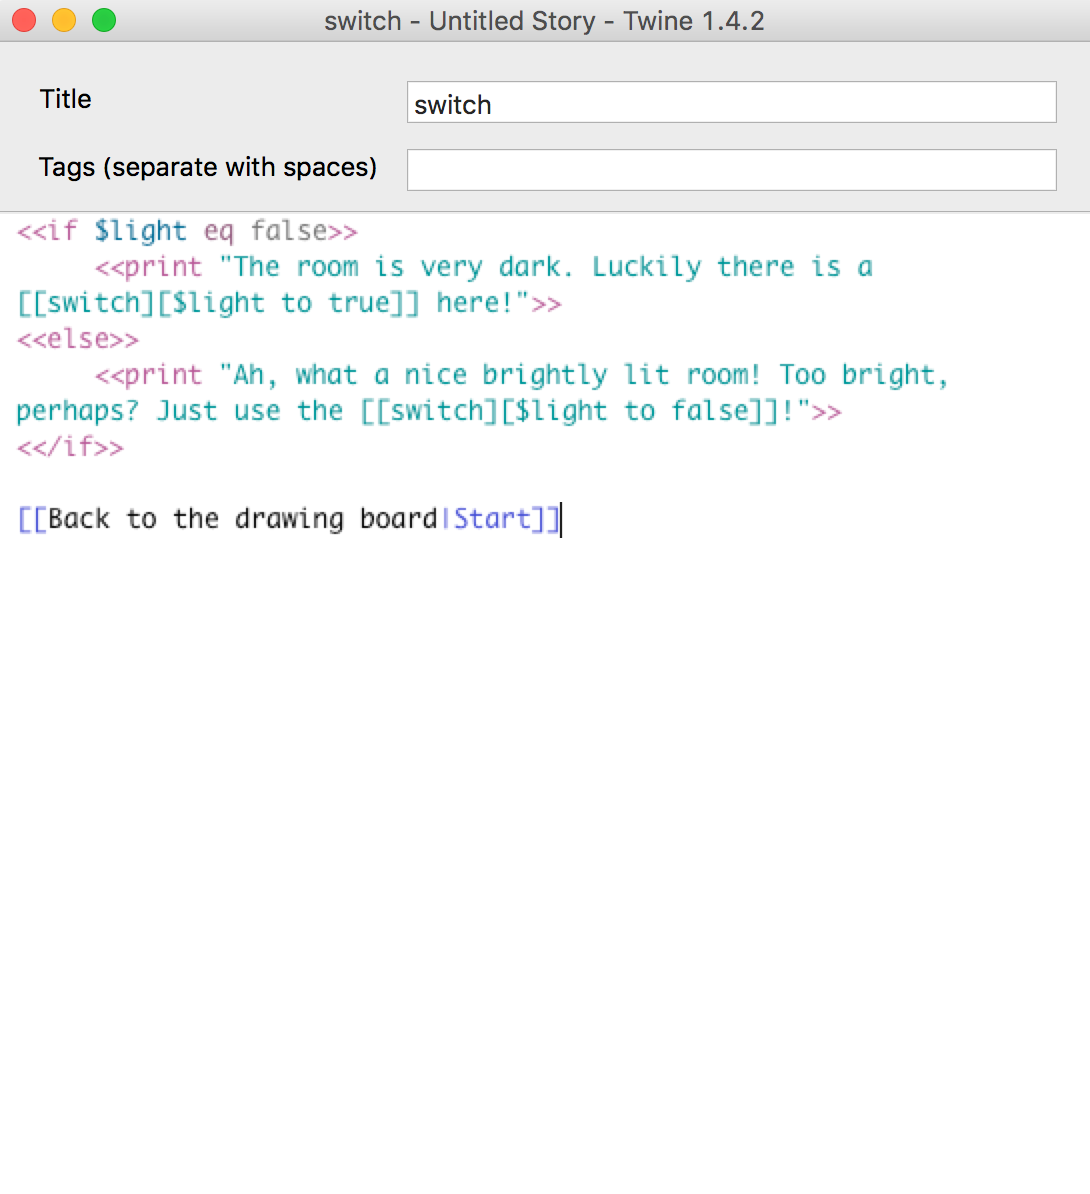 switch - Untitled Story - Twine 1.4.2
Title
switch
Tags (separate with spaces)
<<if $light eq false>>
<<print "The room is very dark. Luckily there is a
[[switch][$light to true]] here!">>
<<else>>
<<print "Ah, what a nice brightly lit room! Too bright,
perhaps? Just use the [[switch][$light to false]]!">>
<</if>>
[[Back to the drawing board|Start]]